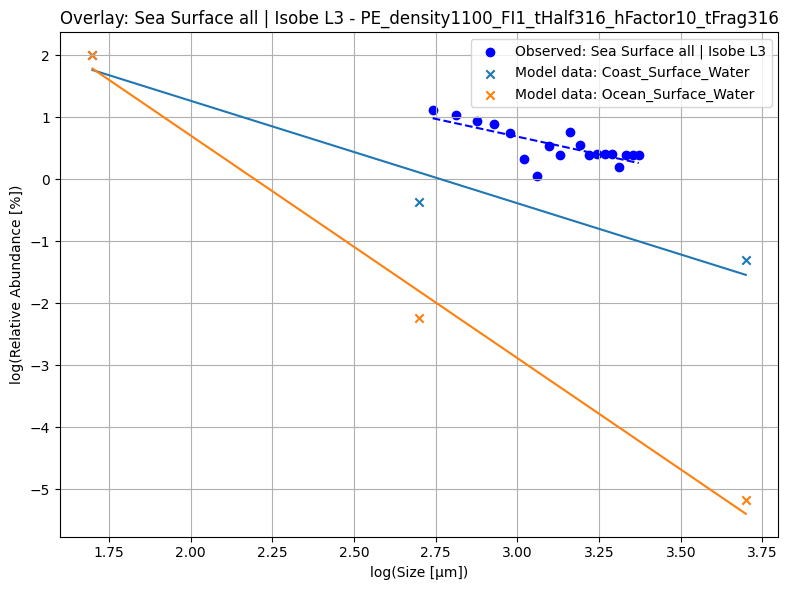 Overlay: Sea Surface all | Isobe L3 - PE_density1100_FI1_tHalf316_hFactor10_tFrag316
Observed: Sea Surface all | Isobe L3
Model data: Coast_Surface_Water
Model data: Ocean_Surface_Water
log(Relative Abundance [%])
2
1
0
−1
−2
−3
−4
−5
1.75
2.00
2.25
2.50
2.75
3.00
3.25
3.50
3.75
log(Size [μm])